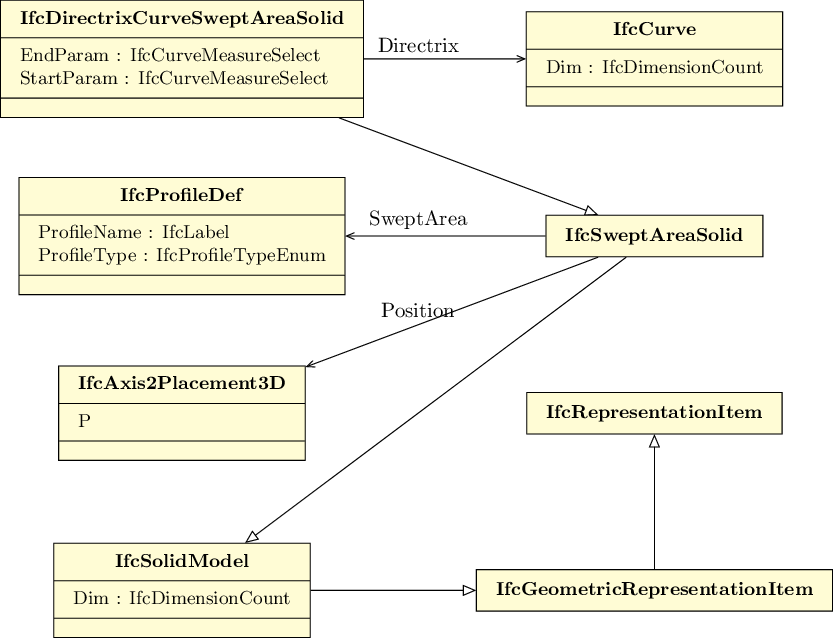 IfcDirectrixCurveSweptAreaSolid
EndParam : IfcCurveMeasureSelect
StartParam : IfcCurveMeasureSelect
Directrix
IfcCurve
Dim : IfcDimensionCount
IfcProfileDef
ProfileName : IfcLabel
ProfileType : IfcProfileTypeEnum
SweptArea
IfcSweptAreaSolid
Position
IfcAxis2Placement3D
P
IfcRepresentationItem
IfcSolidModel
Dim : IfcDimensionCount
IfcGeometricRepresentationItem